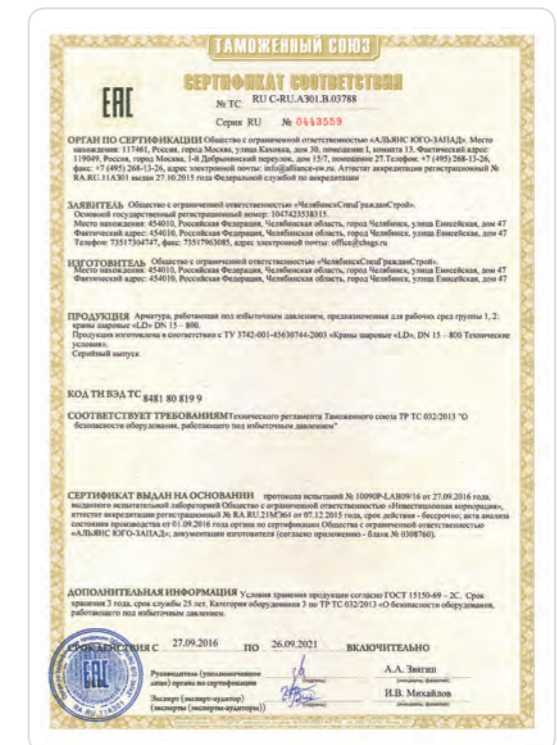 ТАМОЖЕННЫЙ СОЮЗ
СЕРТИФИКАТ СООТВЕТСТВИЯ
ЕАС
№ ТС RU C-RU.А301.В.03788
Серия RU № 0443559
ОРГАН ПО СЕРТИФИКАЦИИ Общество с ограниченной ответственностью «АЛЬЯНС ЮГО-ЗАПАД». Место
нахождения: 117461, Россия, город Москва, улица Каховка, дом 30, помещение I, комната 13. Фактический адрес:
119049, Россия, город Москва, 1-й Добрынинский переулок, дом 15/7, помещение 27.Телефон: +7 (495) 268-13-26,
факс: +7 (495) 268-13-26, адрес электронной почты: info@alliance-sw.ru. Аттестат аккредитации регистрационный №
RA.RU.11А301 выдан 27.10.2015 года Федеральной службой по аккредитации
ЗАЯВИТЕЛЬ Общество с ограниченной ответственностью «ЧелябинскСпецГражданСтрой».
Основной государственный регистрационный номер: 1047423538315.
Место нахождения: 454010, Российская Федерация, Челябинская область, город Челябинск, улица Енисейская, дом 47
Фактический адрес: 454010, Российская Федерация, Челябинская область, город Челябинск, улица Енисейская, дом 47
Телефон: 73517304747, факс: 73517963085, адрес электронной почты: office@chsgs.ru
ИЗГОТОВИТЕЛЬ Общество с ограниченной ответственностью «ЧелябинскСпецГражданСтрой».
Место нахождения: 454010, Российская Федерация, Челябинская область, город Челябинск, улица Енисейская, дом 47
Фактический адрес: 454010, Российская Федерация, Челябинская область, город Челябинск, улица Енисейская, дом 47
ПРОДУКЦИЯ Арматура, работающая под избыточным давлением, предназначенная для рабочих сред группы 1, 2:
краны шаровые «LD» DN 15 – 800.
Продукция изготовлена в соответствии с ТУ 3742-001-45630744-2003 «Краны шаровые «LD», DN 15 – 800 Технические
условия».
Серийный выпуск
КОД ТН ВЭД ТС 8481 80 819 9
СООТВЕТСТВУЕТ ТРЕБОВАНИЯМ Технического регламента Таможенного союза ТР ТС 032/2013 "О
безопасности оборудования, работающего под избыточным давлением"
СЕРТИФИКАТ ВЫДАН НА ОСНОВАНИИ протокола испытаний № 10090P-LAB09/16 от 27.09.2016 года,
выданного испытательной лабораторией Общество с ограниченной ответственностью «Инвестиционная корпорация»,
аттестат аккредитации регистрационный № RA.RU.21МЭ64 от 07.12.2015 года, срок действия - бессрочно; акта анализа
состояния производства от 01.09.2016 года органа по сертификации Общества с ограниченной ответственностью
«АЛЬЯНС ЮГО-ЗАПАД»; документации изготовителя (согласно приложению - бланк № 0308760).
ДОПОЛНИТЕЛЬНАЯ ИНФОРМАЦИЯ Условия хранения продукции согласно ГОСТ 15150-69 – 2С. Срок
хранения 3 года, срок службы 25 лет. Категория оборудования 3 по ТР ТС 032/2013 «О безопасности оборудования,
работающего под избыточным давлением.
СРОК ДЕЙСТВИЯ С 27.09.2016 ПО 26.09.2021 ВКЛЮЧИТЕЛЬНО
ЕАС
RA.RU.11А301
Руководитель (уполномоченное
лицо) органа по сертификации
(подпись)
А.А. Звягин
(инициалы, фамилия)
Эксперт (эксперт-аудитор)
(эксперты (эксперты-аудиторы))
(подпись)
И.В. Михайлов
(инициалы, фамилия)